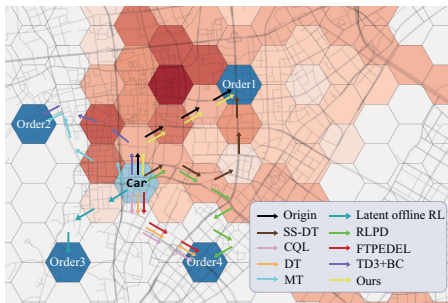 Order1
Order2
Car
Order3
Order4
Origin
SS-DT
CQL
DT
MT
Latent offline RL
RLPD
FTPEDEL
TD3+BC
Ours